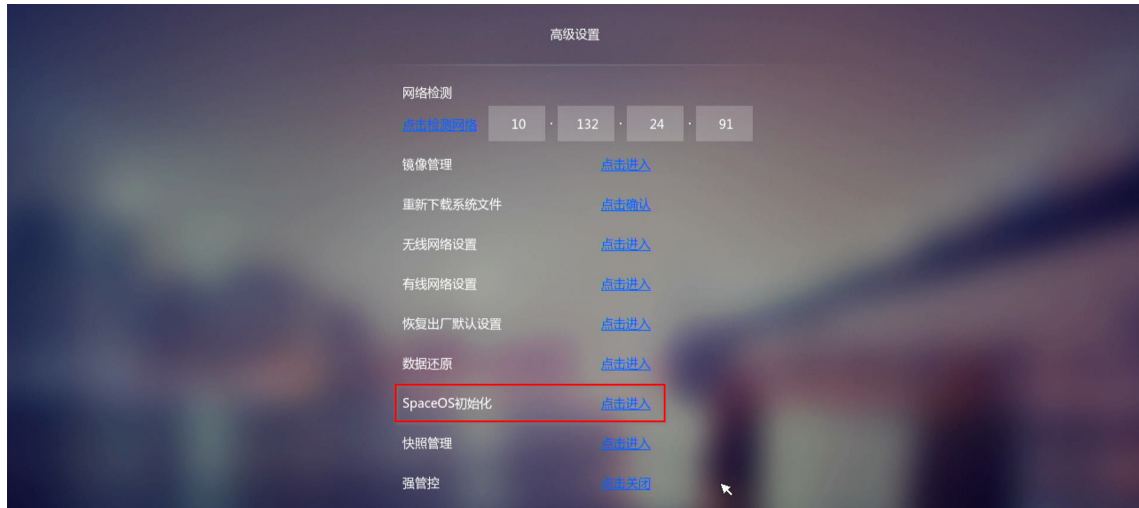 高级设置
网络检测
点击检测网络 10 . 132 . 24 . 91
镜像管理 点击进入
重新下载系统文件 点击确认
无线网络设置 点击进入
有线网络设置 点击进入
恢复出厂默认设置 点击进入
数据还原 点击进入
SpaceOS初始化 点击进入
快照管理 点击进入
强管控 点击关闭